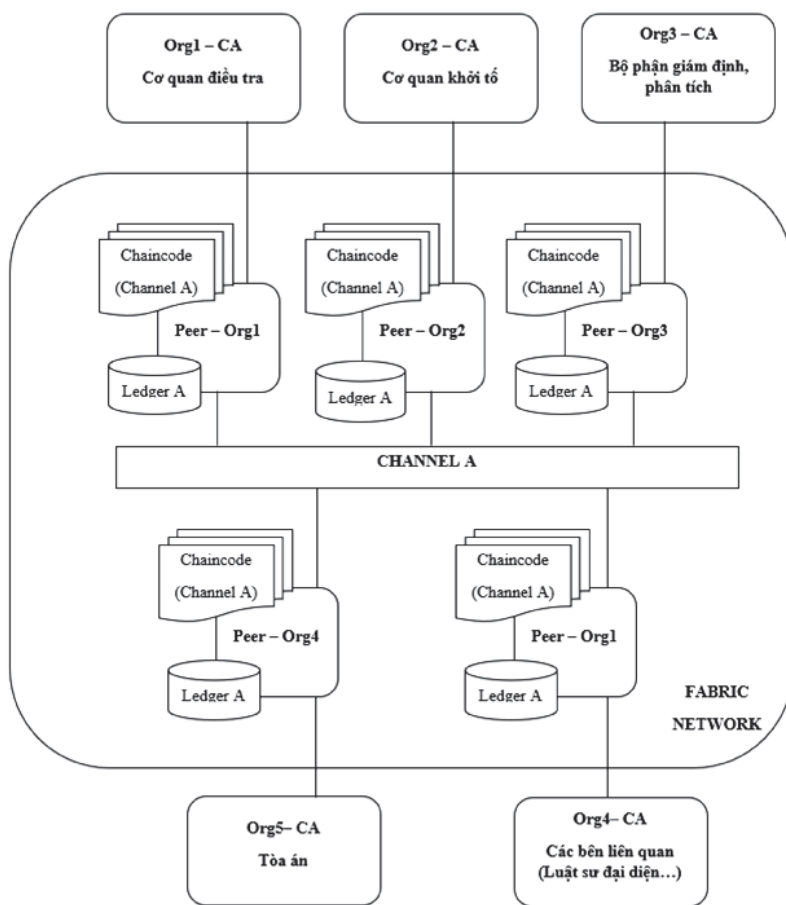 Org1 – CA
Cơ quan điều tra
Org2 – CA
Cơ quan khởi tố
Org3 – CA
Bộ phận giám định,
phân tích
Chaincode
(Channel A)
Peer – Org1
Ledger A
Chaincode
(Channel A)
Peer – Org2
Ledger A
Chaincode
(Channel A)
Peer – Org3
Ledger A
CHANNEL A
Chaincode
(Channel A)
Peer – Org4
Ledger A
Chaincode
(Channel A)
Peer – Org1
Ledger A
FABRIC
NETWORK
Org5– CA
Tòa án
Org4– CA
Các bên liên quan
(Luật sư đại diện…)